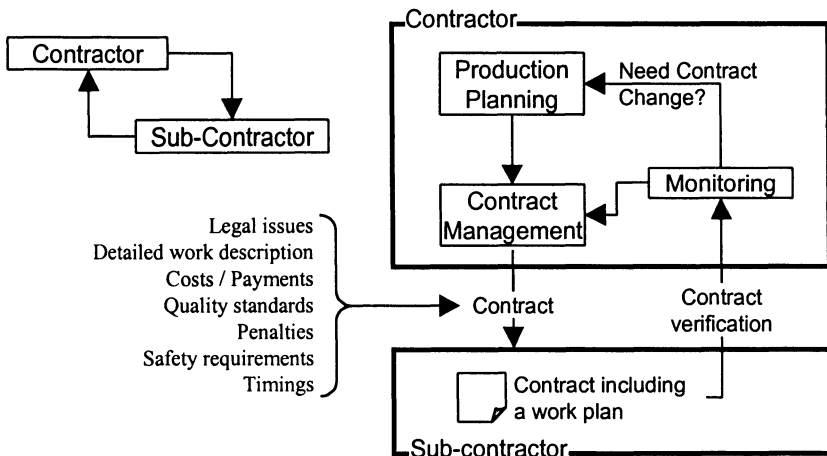 Contractor
Sub-Contractor
Contractor
Production
Planning
Need Contract
Change?
Contract
Management
Monitoring
Legal issues
Detailed work description
Costs / Payments
Quality standards
Penalties
Safety requirements
Timings
Contract
Contract
verification
Contract including
a work plan
Sub-contractor